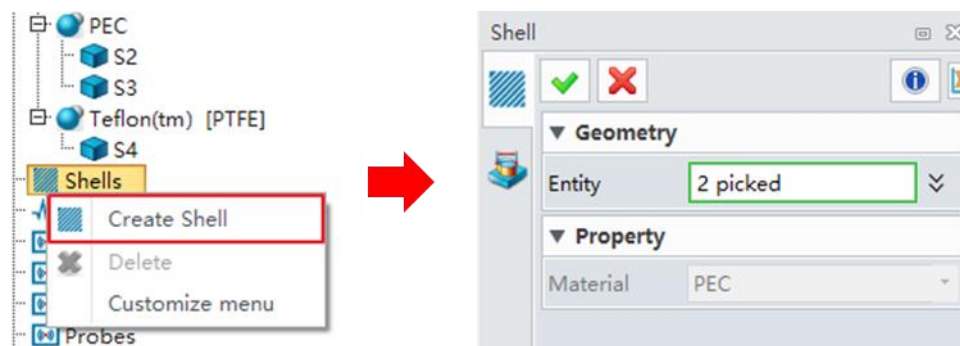 PEC
S2
S3
Teflon(tm) [PTFE]
S4
Shells
Create Shell
Delete
Customize menu
Probes
Shell
Geometry
Entity 2 picked
Property
Material PEC